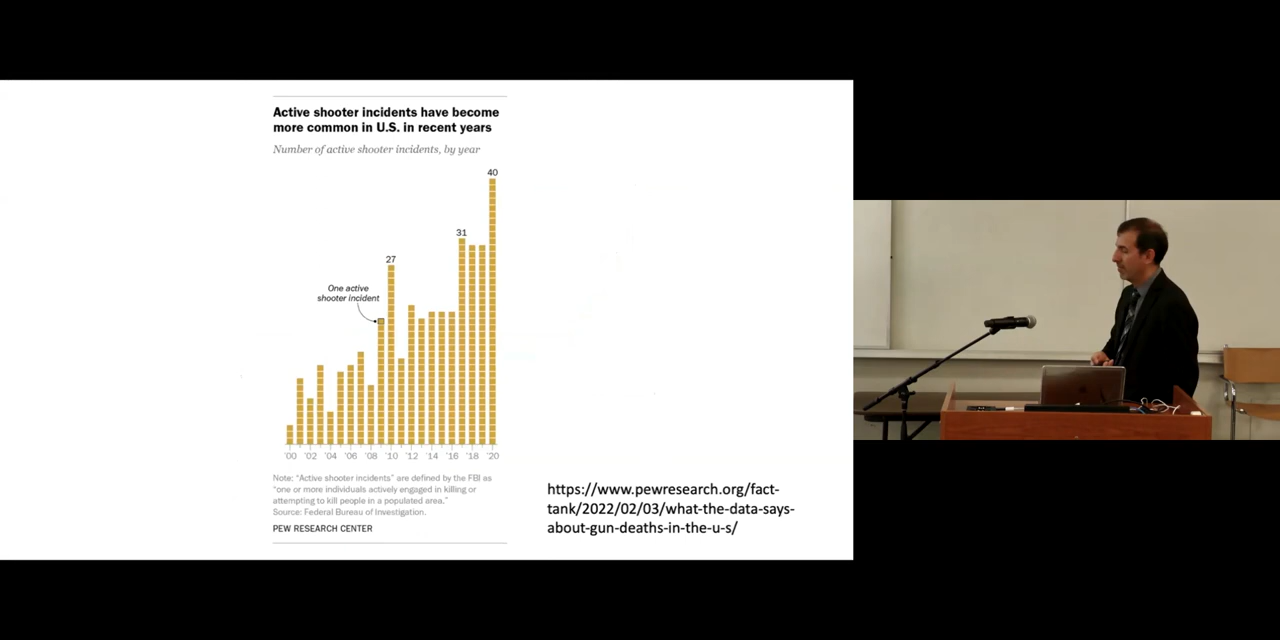 Active shooter incidents have become
more common in U.S. in recent years
Number of active shooter incidents, by year
40
31
27
One active
shooter incident
'00 '02 '04 '06 '08 '10 '12 '14 '16 '18 '20
Note: “Active shooter incidents” are defined by the FBI as
“one or more individuals actively engaged in killing or
attempting to kill people in a populated area.”
Source: Federal Bureau of Investigation.
PEW RESEARCH CENTER
https://www.pewresearch.org/fact-
tank/2022/02/03/what-the-data-says-
about-gun-deaths-in-the-u-s/